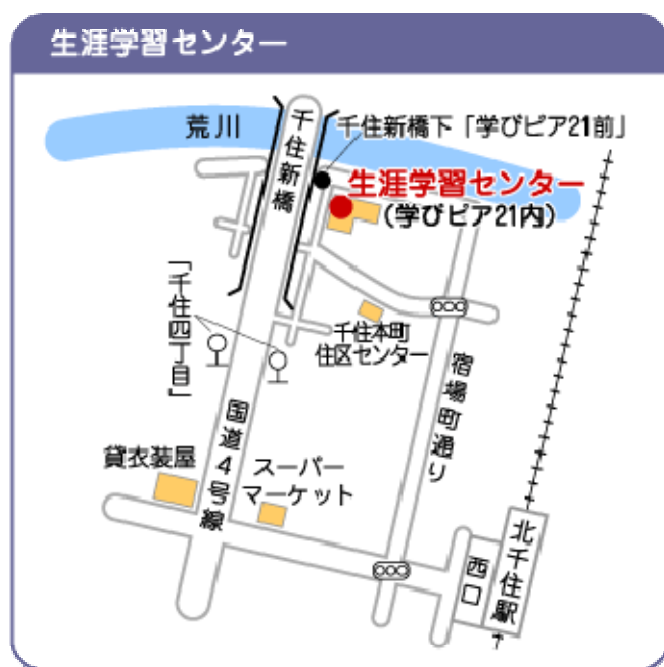 生涯学習センター
荒川
千住新橋
千住新橋下「学びピア21前」
生涯学習センター
(学びピア21内)
「千住四丁目」
千住本町
住区センター
宿場町通り
国道4号線
貸衣装屋
スーパー
マーケット
北千住駅
西口